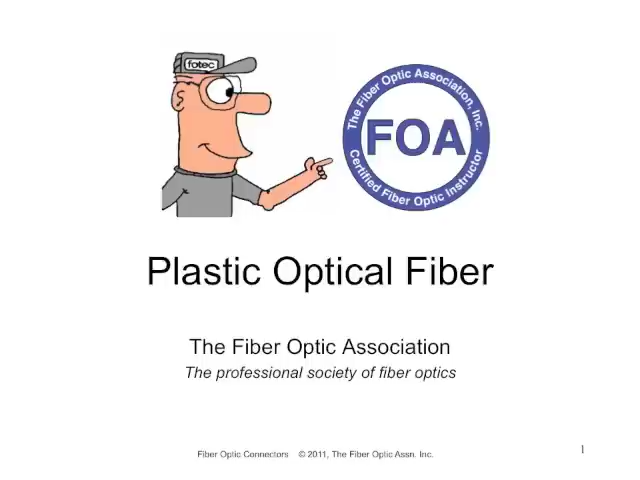 fotec
The Fiber Optic Association, Inc.
FOA
Certified Fiber Optic Instructor
Plastic Optical Fiber
The Fiber Optic Association
The professional society of fiber optics
Fiber Optic Connectors © 2011, The Fiber Optic Assn. Inc.
1